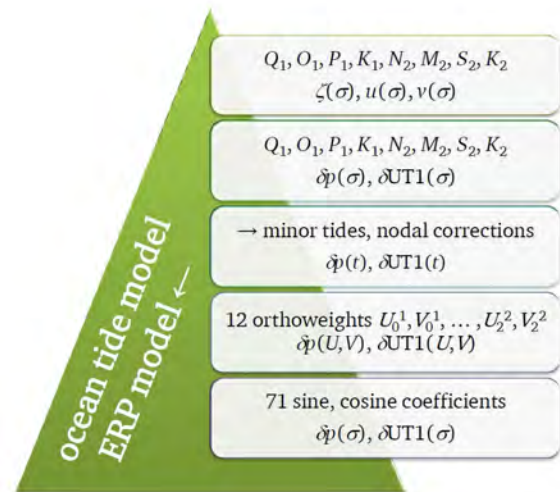 Q₁, O₁, P₁, K₁, N₂, M₂, S₂, K₂
ζ(σ), u(σ), v(σ)
Q₁, O₁, P₁, K₁, N₂, M₂, S₂, K₂
δp(σ), δUT1(σ)
→ minor tides, nodal corrections
δp(t), δUT1(t)
12 orthoweights U₀¹, V₀¹, … , U₂², V₂²
δp(U,V), δUT1(U,V)
71 sine, cosine coefficients
δp(σ), δUT1(σ)
ocean tide model
ERP model ←